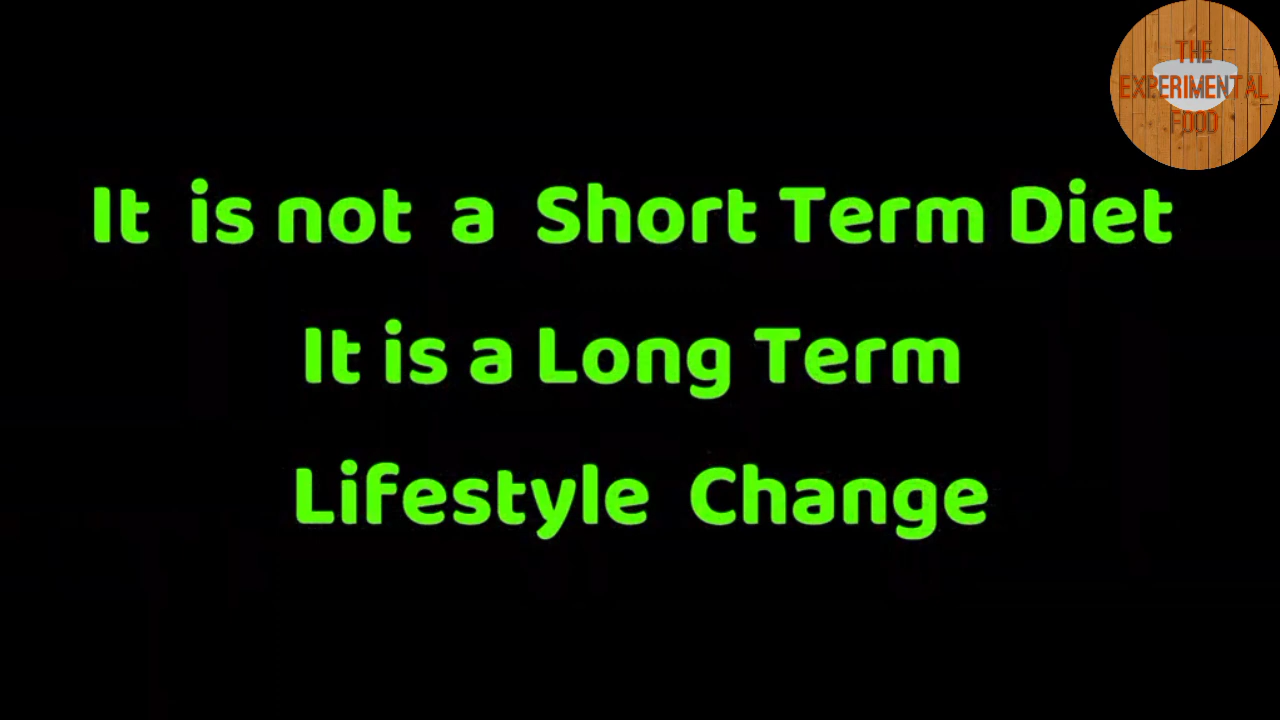 THE
EXPERIMENTAL
FOOD
It is not a Short Term Diet
It is a Long Term
Lifestyle Change